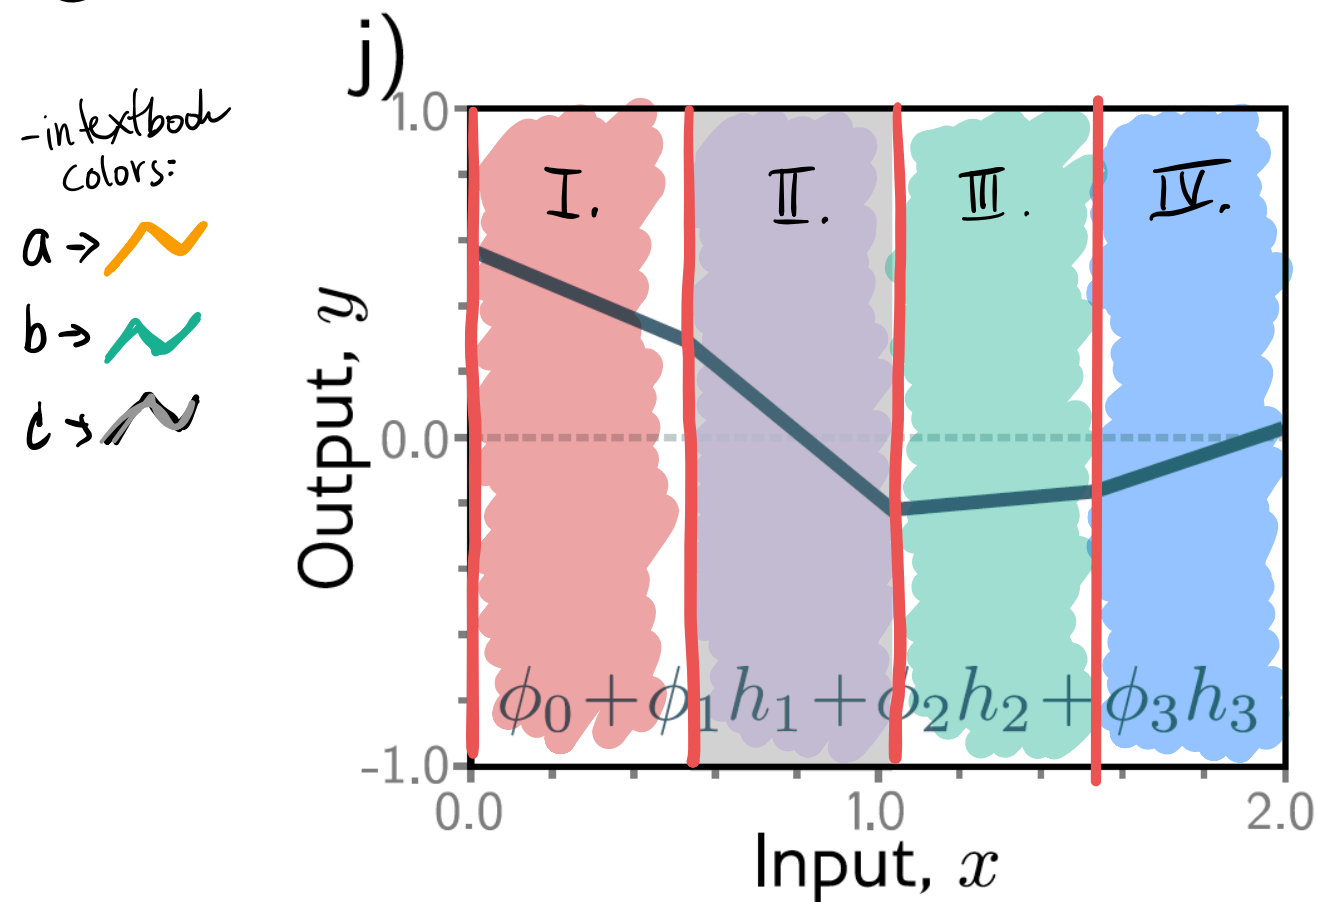 j)
-in textbook
colors:
a →
b →
c →
1.0
0.0
-1.0
Output, y
I.
II.
III.
IV.
ϕ₀+ϕ₁h₁+ϕ₂h₂+ϕ₃h₃
0.0
1.0
2.0
Input, x